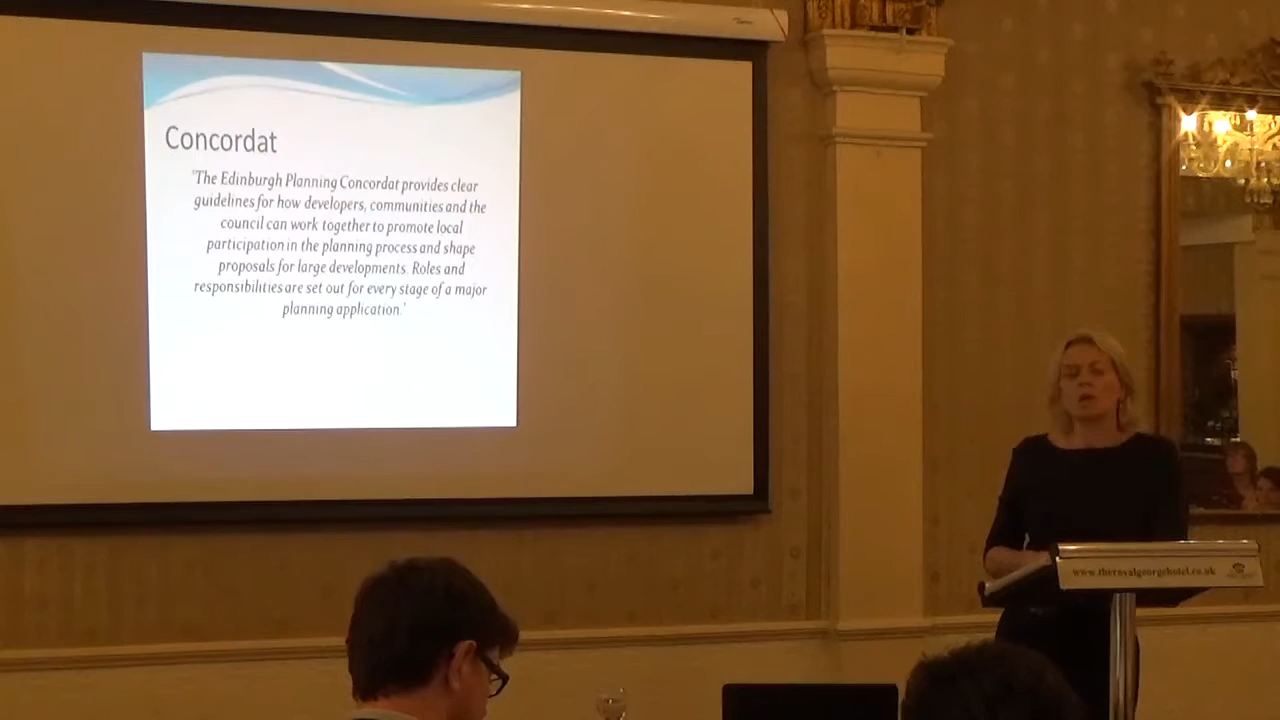 Concordat
'The Edinburgh Planning Concordat provides clear
guidelines for how developers, communities and the
council can work together to promote local
participation in the planning process and shape
proposals for large developments. Roles and
responsibilities are set out for every stage of a major
planning application.'
www.theroyalgeorgehotel.co.uk